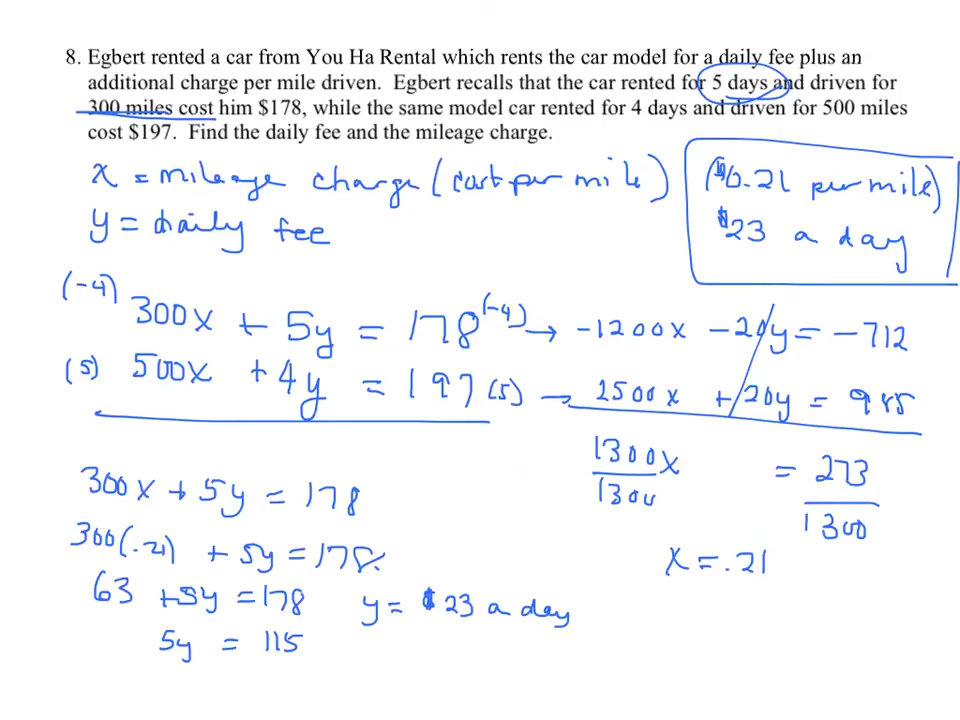 8. Egbert rented a car from You Ha Rental which rents the car model for a daily fee plus an
additional charge per mile driven. Egbert recalls that the car rented for 5 days and driven for
300 miles cost him $178, while the same model car rented for 4 days and driven for 500 miles
cost $197. Find the daily fee and the mileage charge.
x = mileage charge (cost per mile)
y = daily fee
($0.21 per mile)
$23 a day
(-4) 300x + 5y = 178 (-4) → -1200x - 20y = -712
(5) 500x + 4y = 197 (5) → 2500x + 20y = 985
1300x = 273
1300 1300
x = .21
300x + 5y = 178
300(.21) + 5y = 178
63 + 5y = 178
y = $23 a day
5y = 115